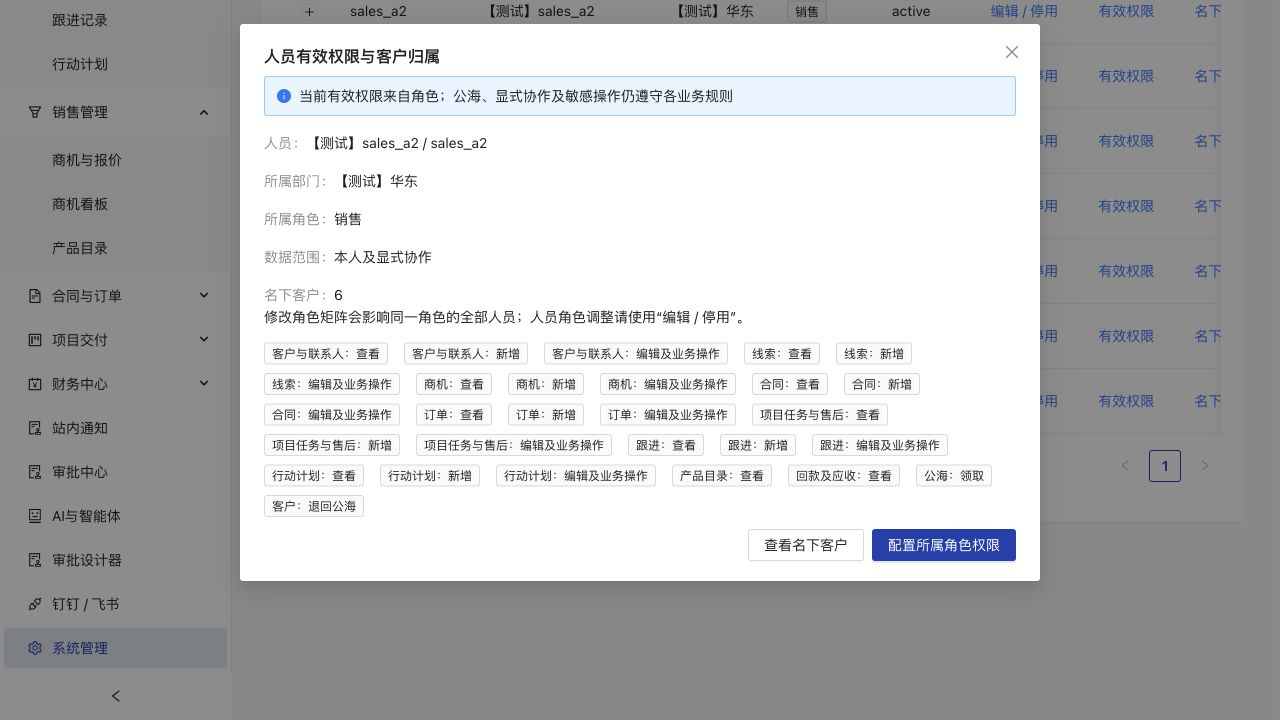 跟进记录
行动计划
销售管理
商机与报价
商机看板
产品目录
合同与订单
项目交付
财务中心
站内通知
审批中心
AI与智能体
审批设计器
钉钉 / 飞书
系统管理
sales_a2 【测试】sales_a2 【测试】华东 销售 active 编辑 / 停用 有效权限 名下
停用 有效权限 名下
停用 有效权限 名下
停用 有效权限 名下
停用 有效权限 名下
停用 有效权限 名下
停用 有效权限 名下
1
人员有效权限与客户归属
当前有效权限来自角色；公海、显式协作及敏感操作仍遵守各业务规则
人员： 【测试】sales_a2 / sales_a2
所属部门： 【测试】华东
所属角色： 销售
数据范围： 本人及显式协作
名下客户： 6
修改角色矩阵会影响同一角色的全部人员；人员角色调整请使用“编辑 / 停用”。
客户与联系人：查看 客户与联系人：新增 客户与联系人：编辑及业务操作 线索：查看 线索：新增
线索：编辑及业务操作 商机：查看 商机：新增 商机：编辑及业务操作 合同：查看 合同：新增
合同：编辑及业务操作 订单：查看 订单：新增 订单：编辑及业务操作 项目任务与售后：查看
项目任务与售后：新增 项目任务与售后：编辑及业务操作 跟进：查看 跟进：新增 跟进：编辑及业务操作
行动计划：查看 行动计划：新增 行动计划：编辑及业务操作 产品目录：查看 回款及应收：查看 公海：领取
客户：退回公海
查看名下客户 配置所属角色权限